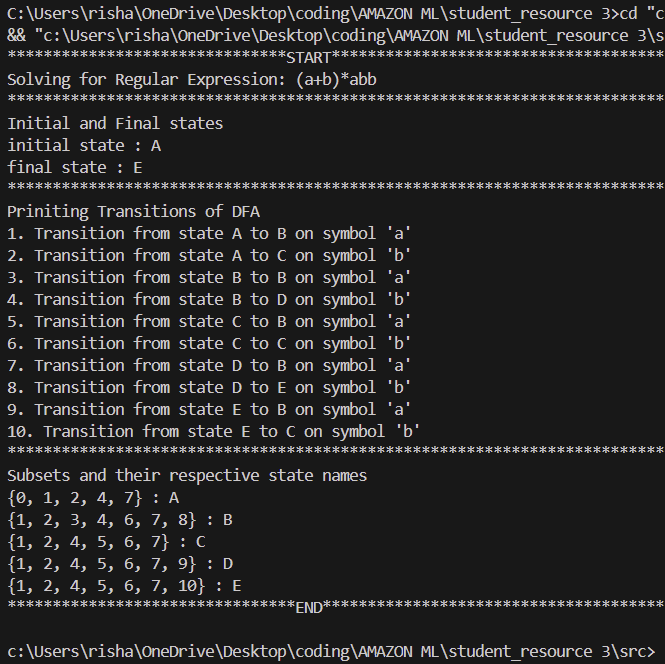 C:\Users\risha\OneDrive\Desktop\coding\AMAZON ML\student_resource 3>cd "c
&& "c:\Users\risha\OneDrive\Desktop\coding\AMAZON ML\student_resource 3\s
*******************************START*************************************
Solving for Regular Expression: (a+b)*abb
*************************************************************************
Initial and Final states
initial state : A
final state : E
*************************************************************************
Priniting Transitions of DFA
1. Transition from state A to B on symbol 'a'
2. Transition from state A to C on symbol 'b'
3. Transition from state B to B on symbol 'a'
4. Transition from state B to D on symbol 'b'
5. Transition from state C to B on symbol 'a'
6. Transition from state C to C on symbol 'b'
7. Transition from state D to B on symbol 'a'
8. Transition from state D to E on symbol 'b'
9. Transition from state E to B on symbol 'a'
10. Transition from state E to C on symbol 'b'
*************************************************************************
Subsets and their respective state names
{0, 1, 2, 4, 7} : A
{1, 2, 3, 4, 6, 7, 8} : B
{1, 2, 4, 5, 6, 7} : C
{1, 2, 4, 5, 6, 7, 9} : D
{1, 2, 4, 5, 6, 7, 10} : E
********************************END**************************************
c:\Users\risha\OneDrive\Desktop\coding\AMAZON ML\student_resource 3\src>